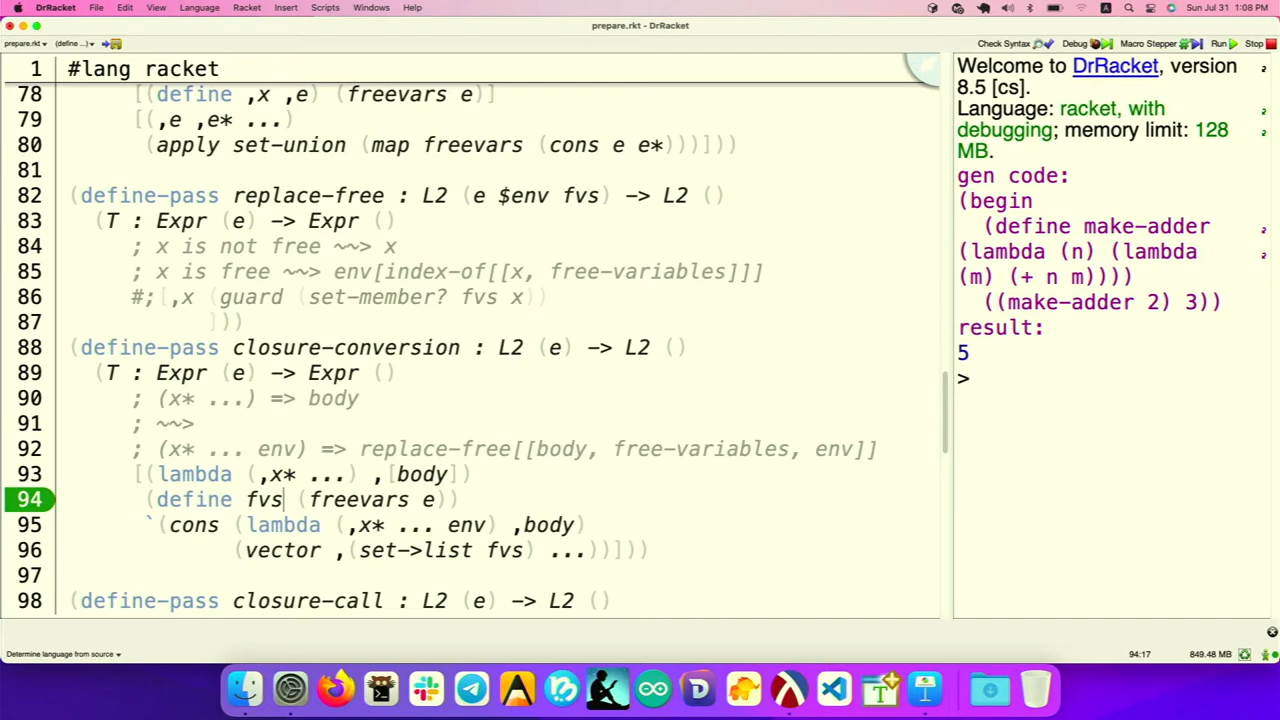 DrRacket File Edit View Language Racket Insert Scripts Windows Help
Sun Jul 31 1:08 PM
prepare.rkt - DrRacket
prepare.rkt (define ...) Check Syntax Debug Macro Stepper Run Stop
1 #lang racket
78 [(define ,x ,e) (freevars e)]
79 [(,e ,e* ...)
80 (apply set-union (map freevars (cons e e*)))]))
81
82 (define-pass replace-free : L2 (e $env fvs) -> L2 ()
83 (T : Expr (e) -> Expr ()
84 ; x is not free ~~> x
85 ; x is free ~~> env[index-of[[x, free-variables]]]
86 #;[,x (guard (set-member? fvs x))
87 ]))
88 (define-pass closure-conversion : L2 (e) -> L2 ()
89 (T : Expr (e) -> Expr ()
90 ; (x* ...) => body
91 ; ~~>
92 ; (x* ... env) => replace-free[[body, free-variables, env]]
93 [(lambda (,x* ...) ,[body])
94 (define fvs (freevars e))
95 `(cons (lambda (,x* ... env) ,body)
96 (vector ,(set->list fvs) ...))]))
97
98 (define-pass closure-call : L2 (e) -> L2 ()
Welcome to DrRacket, version
8.5 [cs].
Language: racket, with
debugging; memory limit: 128
MB.
gen code:
(begin
(define make-adder
(lambda (n) (lambda
(m) (+ n m))))
((make-adder 2) 3))
result:
5
>
Determine language from source 94:17 849.48 MB